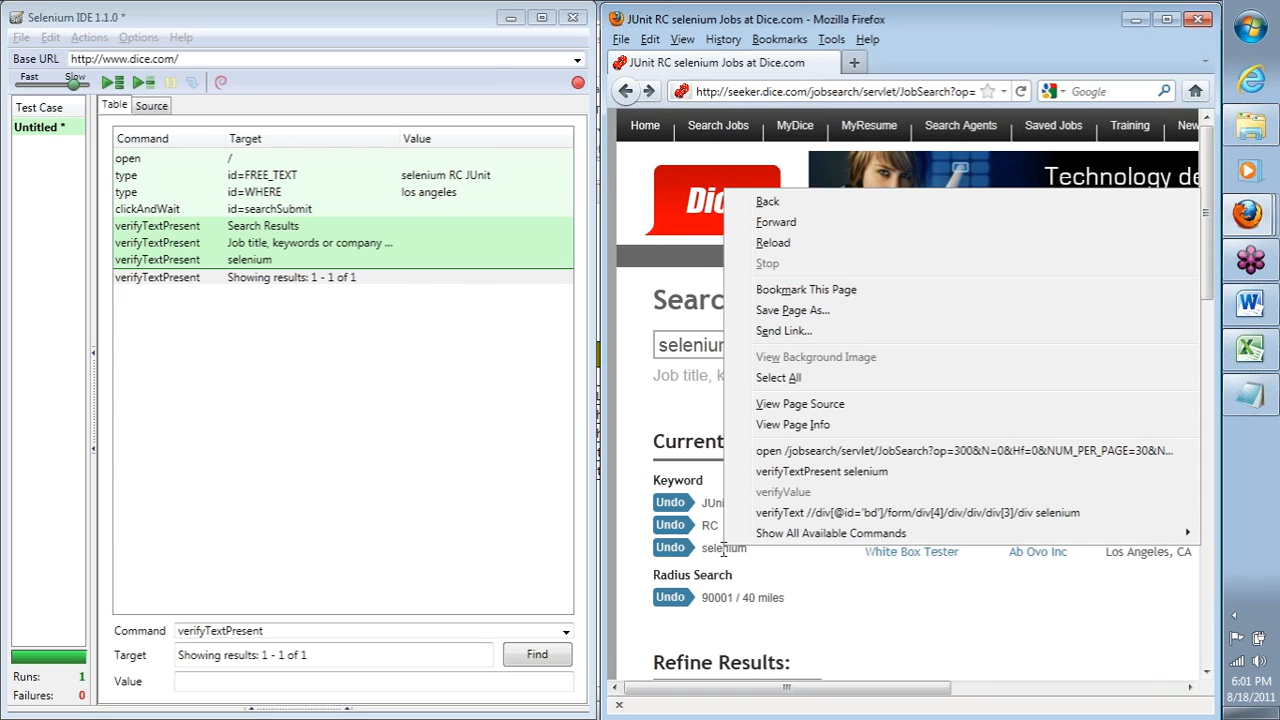 Selenium IDE 1.1.0 *
File Edit Actions Options Help
Base URL http://www.dice.com/
Fast Slow
Test Case
Untitled *
Table Source
Command Target Value
open /
type id=FREE_TEXT selenium RC JUnit
type id=WHERE los angeles
clickAndWait id=searchSubmit
verifyTextPresent Search Results
verifyTextPresent Job title, keywords or company ...
verifyTextPresent selenium
verifyTextPresent Showing results: 1 - 1 of 1
Command verifyTextPresent
Target Showing results: 1 - 1 of 1 Find
Value
Runs: 1
Failures: 0
JUnit RC selenium Jobs at Dice.com - Mozilla Firefox
File Edit View History Bookmarks Tools Help
JUnit RC selenium Jobs at Dice.com
http://seeker.dice.com/jobsearch/servlet/JobSearch?op= Google
Home Search Jobs MyDice MyResume Search Agents Saved Jobs Training New
Technology de
Dic
Searc
seleniun
Job title, k
Current
Keyword
Undo JUni
Undo RC
Undo selenium
Radius Search
Undo 90001 / 40 miles
Refine Results:
Back
Forward
Reload
Stop
Bookmark This Page
Save Page As...
Send Link...
View Background Image
Select All
View Page Source
View Page Info
open /jobsearch/servlet/JobSearch?op=300&N=0&Hf=0&NUM_PER_PAGE=30&N...
verifyTextPresent selenium
verifyValue
verifyText //div[@id='bd']/form/div[4]/div/div/div[3]/div selenium
Show All Available Commands
White Box Tester Ab Ovo Inc Los Angeles, CA
6:01 PM
8/18/2011